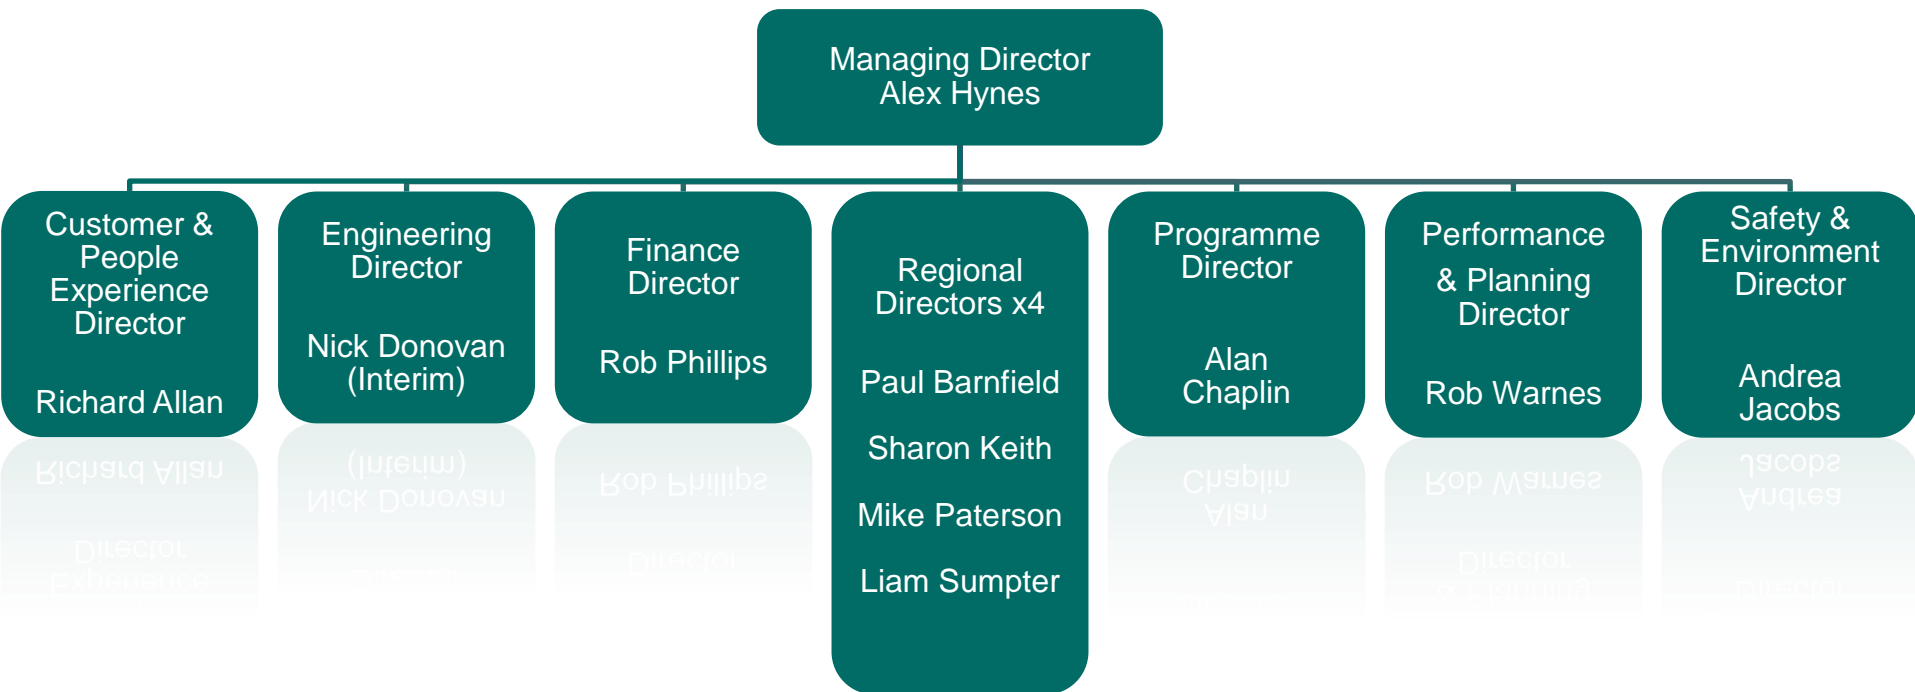 Managing Director
Alex Hynes
Customer &
People
Experience
Director
Richard Allan
Engineering
Director
Nick Donovan
(Interim)
Finance
Director
Rob Phillips
Regional
Directors x4
Paul Barnfield
Sharon Keith
Mike Paterson
Liam Sumpter
Programme
Director
Alan
Chaplin
Performance
& Planning
Director
Rob Warnes
Safety &
Environment
Director
Andrea
Jacobs